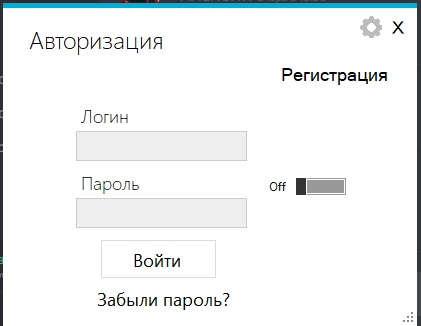 X
Авторизация
Регистрация
Логин
Пароль
Off
Войти
Забыли пароль?